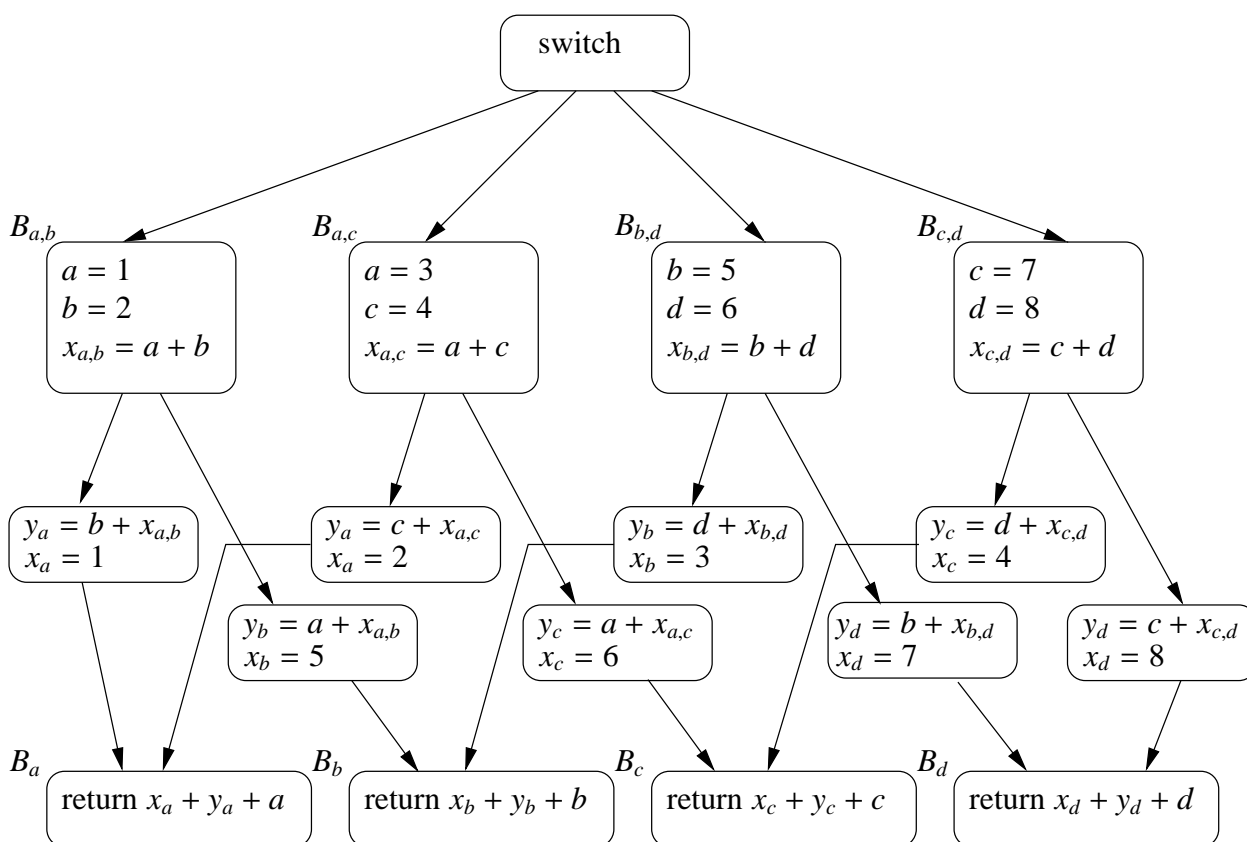 switch
B_{a,b}
a = 1
b = 2
x_{a,b} = a + b
B_{a,c}
a = 3
c = 4
x_{a,c} = a + c
B_{b,d}
b = 5
d = 6
x_{b,d} = b + d
B_{c,d}
c = 7
d = 8
x_{c,d} = c + d
y_a = b + x_{a,b}
x_a = 1
y_a = c + x_{a,c}
x_a = 2
y_b = d + x_{b,d}
x_b = 3
y_c = d + x_{c,d}
x_c = 4
y_b = a + x_{a,b}
x_b = 5
y_c = a + x_{a,c}
x_c = 6
y_d = b + x_{b,d}
x_d = 7
y_d = c + x_{c,d}
x_d = 8
B_a
return x_a + y_a + a
B_b
return x_b + y_b + b
B_c
return x_c + y_c + c
B_d
return x_d + y_d + d